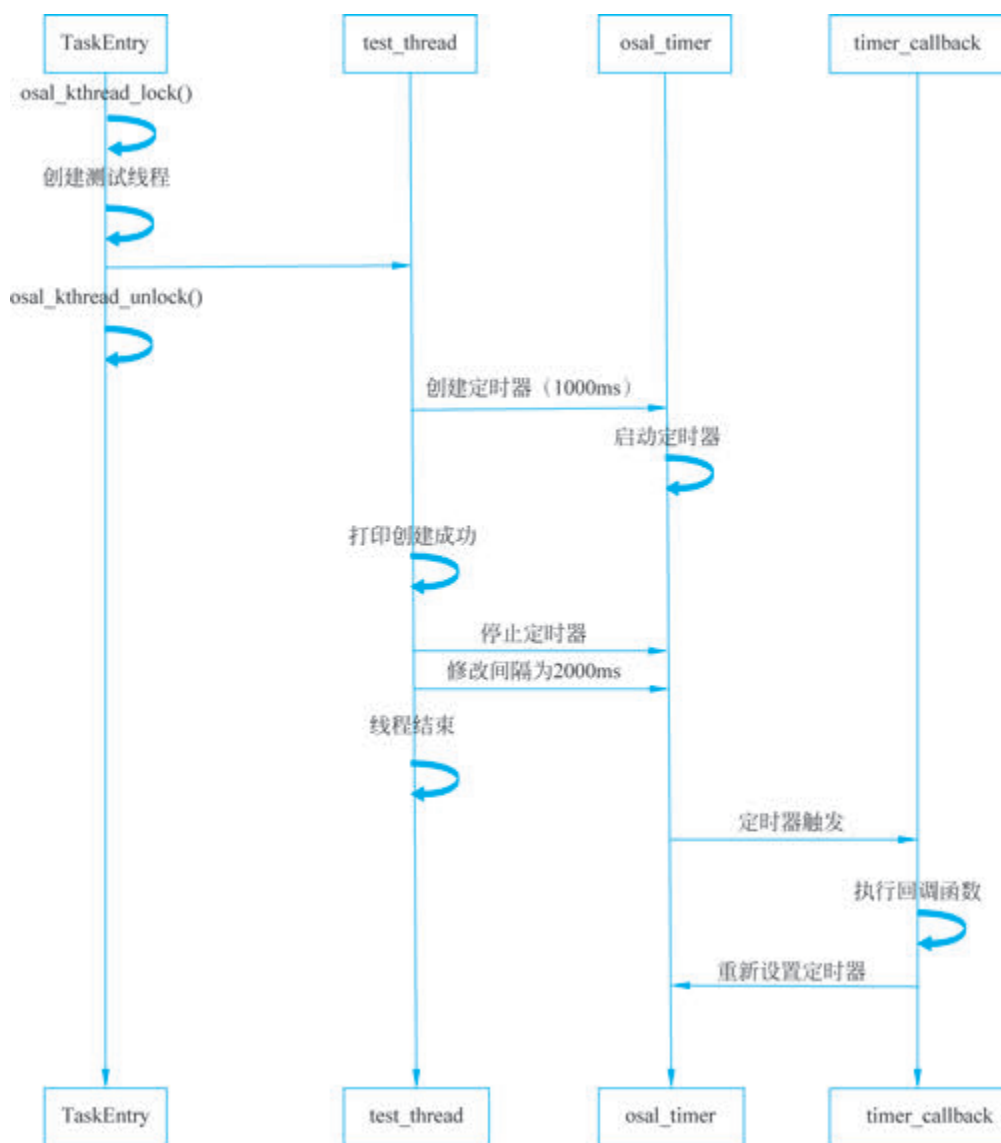 TaskEntry
test_thread
osal_timer
timer_callback
osal_kthread_lock()
创建测试线程
osal_kthread_unlock()
创建定时器（1000ms）
启动定时器
打印创建成功
停止定时器
修改间隔为2000ms
线程结束
定时器触发
执行回调函数
重新设置定时器
TaskEntry
test_thread
osal_timer
timer_callback